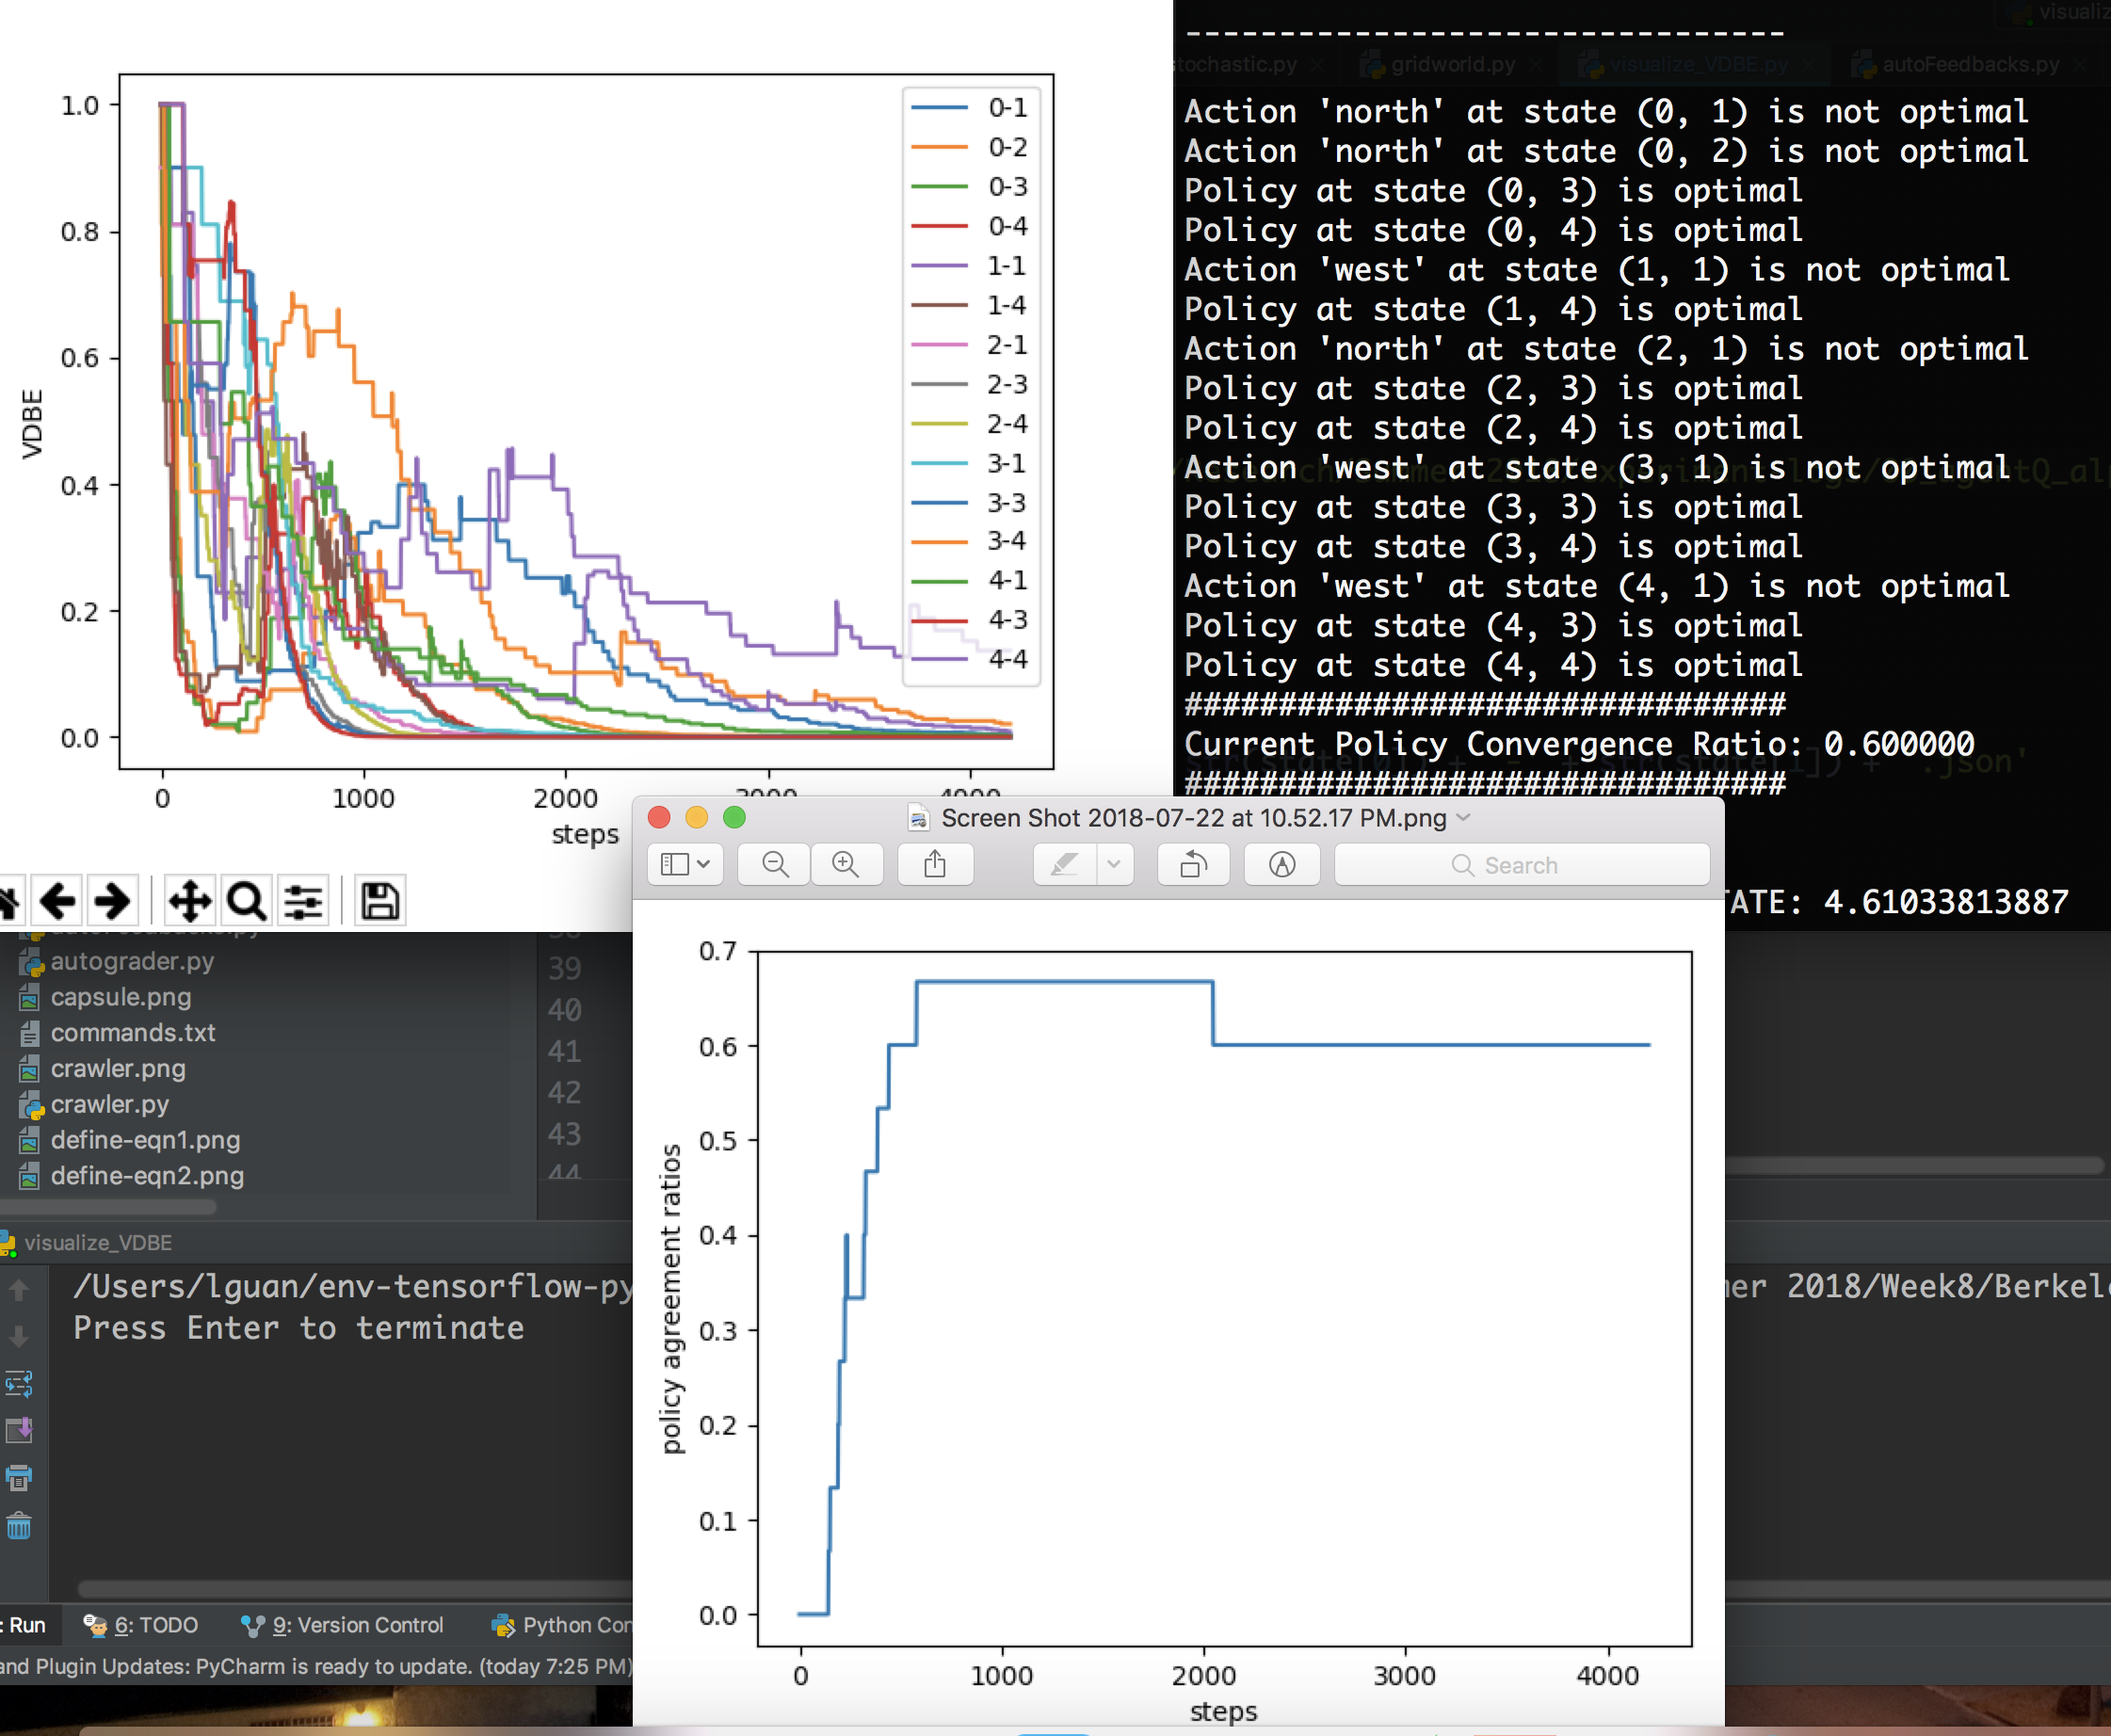 1.0
0.8
0.6
0.4
0.2
0.0
VDBE
0 1000 2000 3000 4000
steps
0-1
0-2
0-3
0-4
1-1
1-4
2-1
2-3
2-4
3-1
3-3
3-4
4-1
4-3
4-4
gridworld.py
visualize_VDBE.py
autoFeedbacks.py
-------------------------------
Action 'north' at state (0, 1) is not optimal
Action 'north' at state (0, 2) is not optimal
Policy at state (0, 3) is optimal
Policy at state (0, 4) is optimal
Action 'west' at state (1, 1) is not optimal
Policy at state (1, 4) is optimal
Action 'north' at state (2, 1) is not optimal
Policy at state (2, 3) is optimal
Policy at state (2, 4) is optimal
Action 'west' at state (3, 1) is not optimal
Policy at state (3, 3) is optimal
Policy at state (3, 4) is optimal
Action 'west' at state (4, 1) is not optimal
Policy at state (4, 3) is optimal
Policy at state (4, 4) is optimal
################################
Current Policy Convergence Ratio: 0.600000
################################
ATE: 4.61033813887
Screen Shot 2018-07-22 at 10.52.17 PM.png
Search
0.7
0.6
0.5
0.4
0.3
0.2
0.1
0.0
policy agreement ratios
0 1000 2000 3000 4000
steps
autograder.py
capsule.png
commands.txt
crawler.png
crawler.py
define-eqn1.png
define-eqn2.png
39
40
41
42
43
44
visualize_VDBE
/Users/lguan/env-tensorflow-py
mer 2018/Week8/Berkel
Press Enter to terminate
: Run
6: TODO
9: Version Control
Python Con
and Plugin Updates: PyCharm is ready to update. (today 7:25 PM)